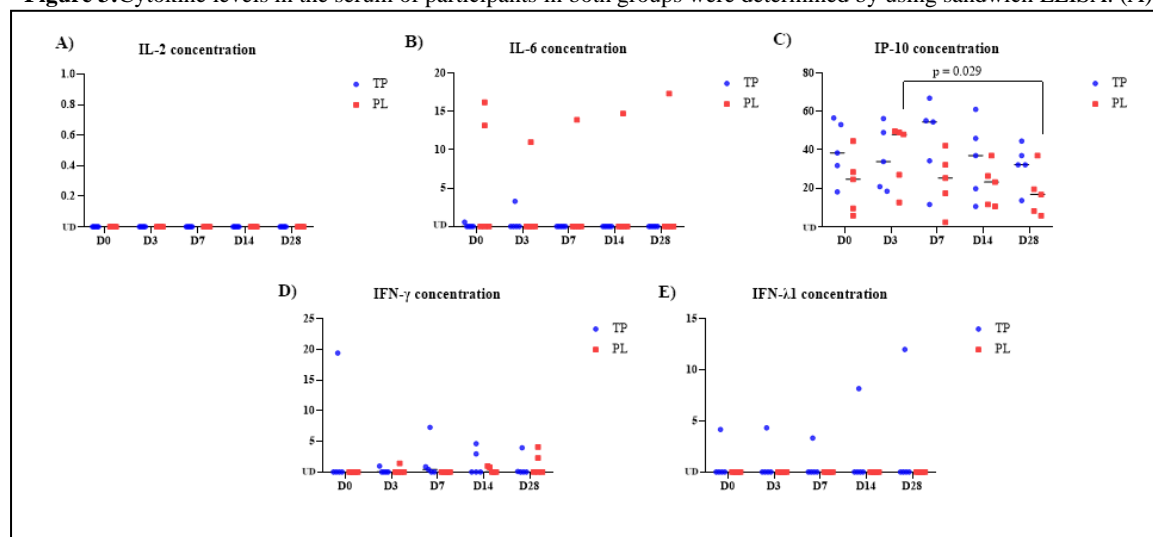 Figure 3.Cytokine levels in the serum of participants in both groups were determined by using sandwich ELISA. (A)
A)
IL-2 concentration
1.0
0.8
0.6
0.4
0.2
UD
D0 D3 D7 D14 D28
TP
PL
B)
IL-6 concentration
20
15
10
5
UD
D0 D3 D7 D14 D28
TP
PL
C)
IP-10 concentration
p = 0.029
80
60
40
20
UD
D0 D3 D7 D14 D28
TP
PL
D)
IFN-γ concentration
25
20
15
10
5
UD
D0 D3 D7 D14 D28
TP
PL
E)
IFN-λ1 concentration
15
10
5
UD
D0 D3 D7 D14 D28
TP
PL